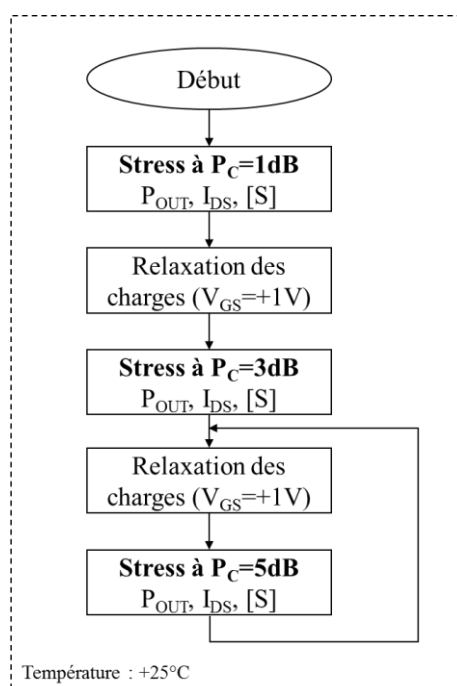 Début
Stress à PC=1dB
POUT, IDS, [S]
Relaxation des
charges (VGS=+1V)
Stress à PC=3dB
POUT, IDS, [S]
Relaxation des
charges (VGS=+1V)
Stress à PC=5dB
POUT, IDS, [S]
Température : +25°C